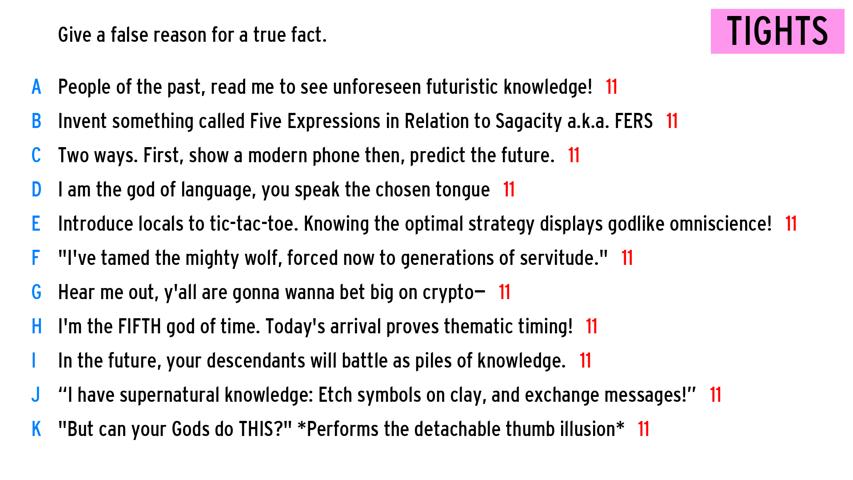 Give a false reason for a true fact.
TIGHTS
A People of the past, read me to see unforeseen futuristic knowledge! 11
B Invent something called Five Expressions in Relation to Sagacity a.k.a. FERS 11
C Two ways. First, show a modern phone then, predict the future. 11
D I am the god of language, you speak the chosen tongue 11
E Introduce locals to tic-tac-toe. Knowing the optimal strategy displays godlike omniscience! 11
F "I've tamed the mighty wolf, forced now to generations of servitude." 11
G Hear me out, y'all are gonna wanna bet big on crypto— 11
H I'm the FIFTH god of time. Today's arrival proves thematic timing! 11
I In the future, your descendants will battle as piles of knowledge. 11
J “I have supernatural knowledge: Etch symbols on clay, and exchange messages!” 11
K "But can your Gods do THIS?" *Performs the detachable thumb illusion* 11